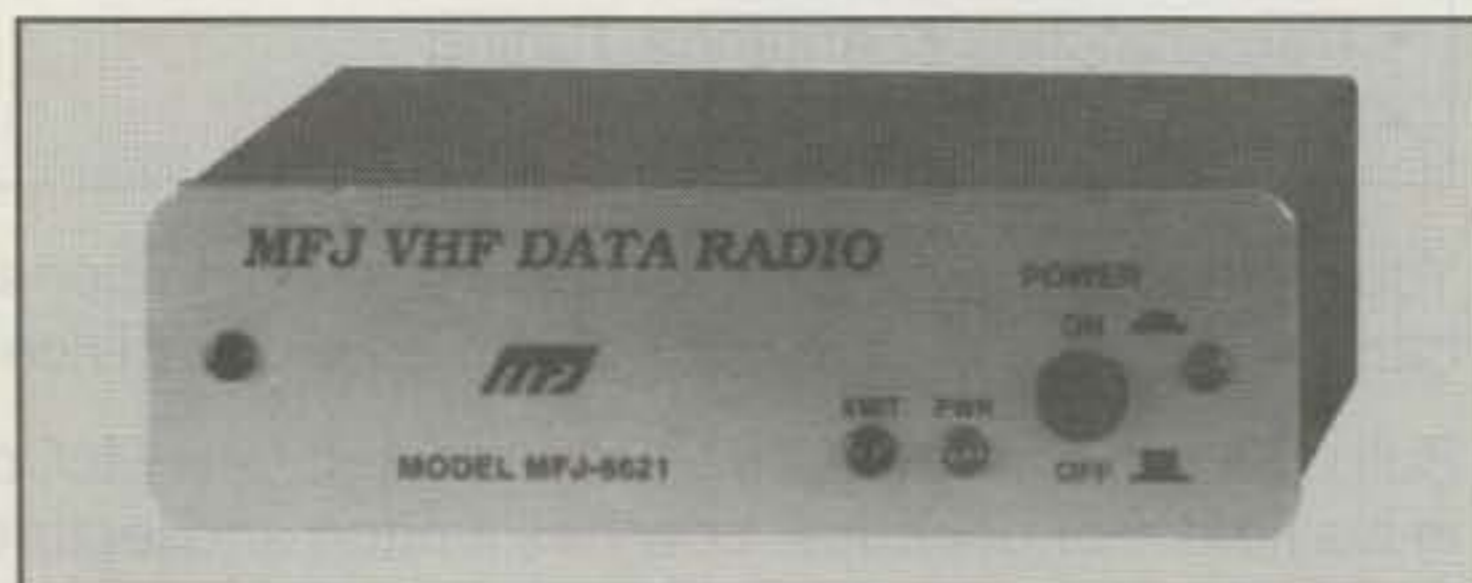 MFJ VHF DATA RADIO
POWER
ON
MFJ
XMIT PWR
MODEL MFJ-8621
OFF